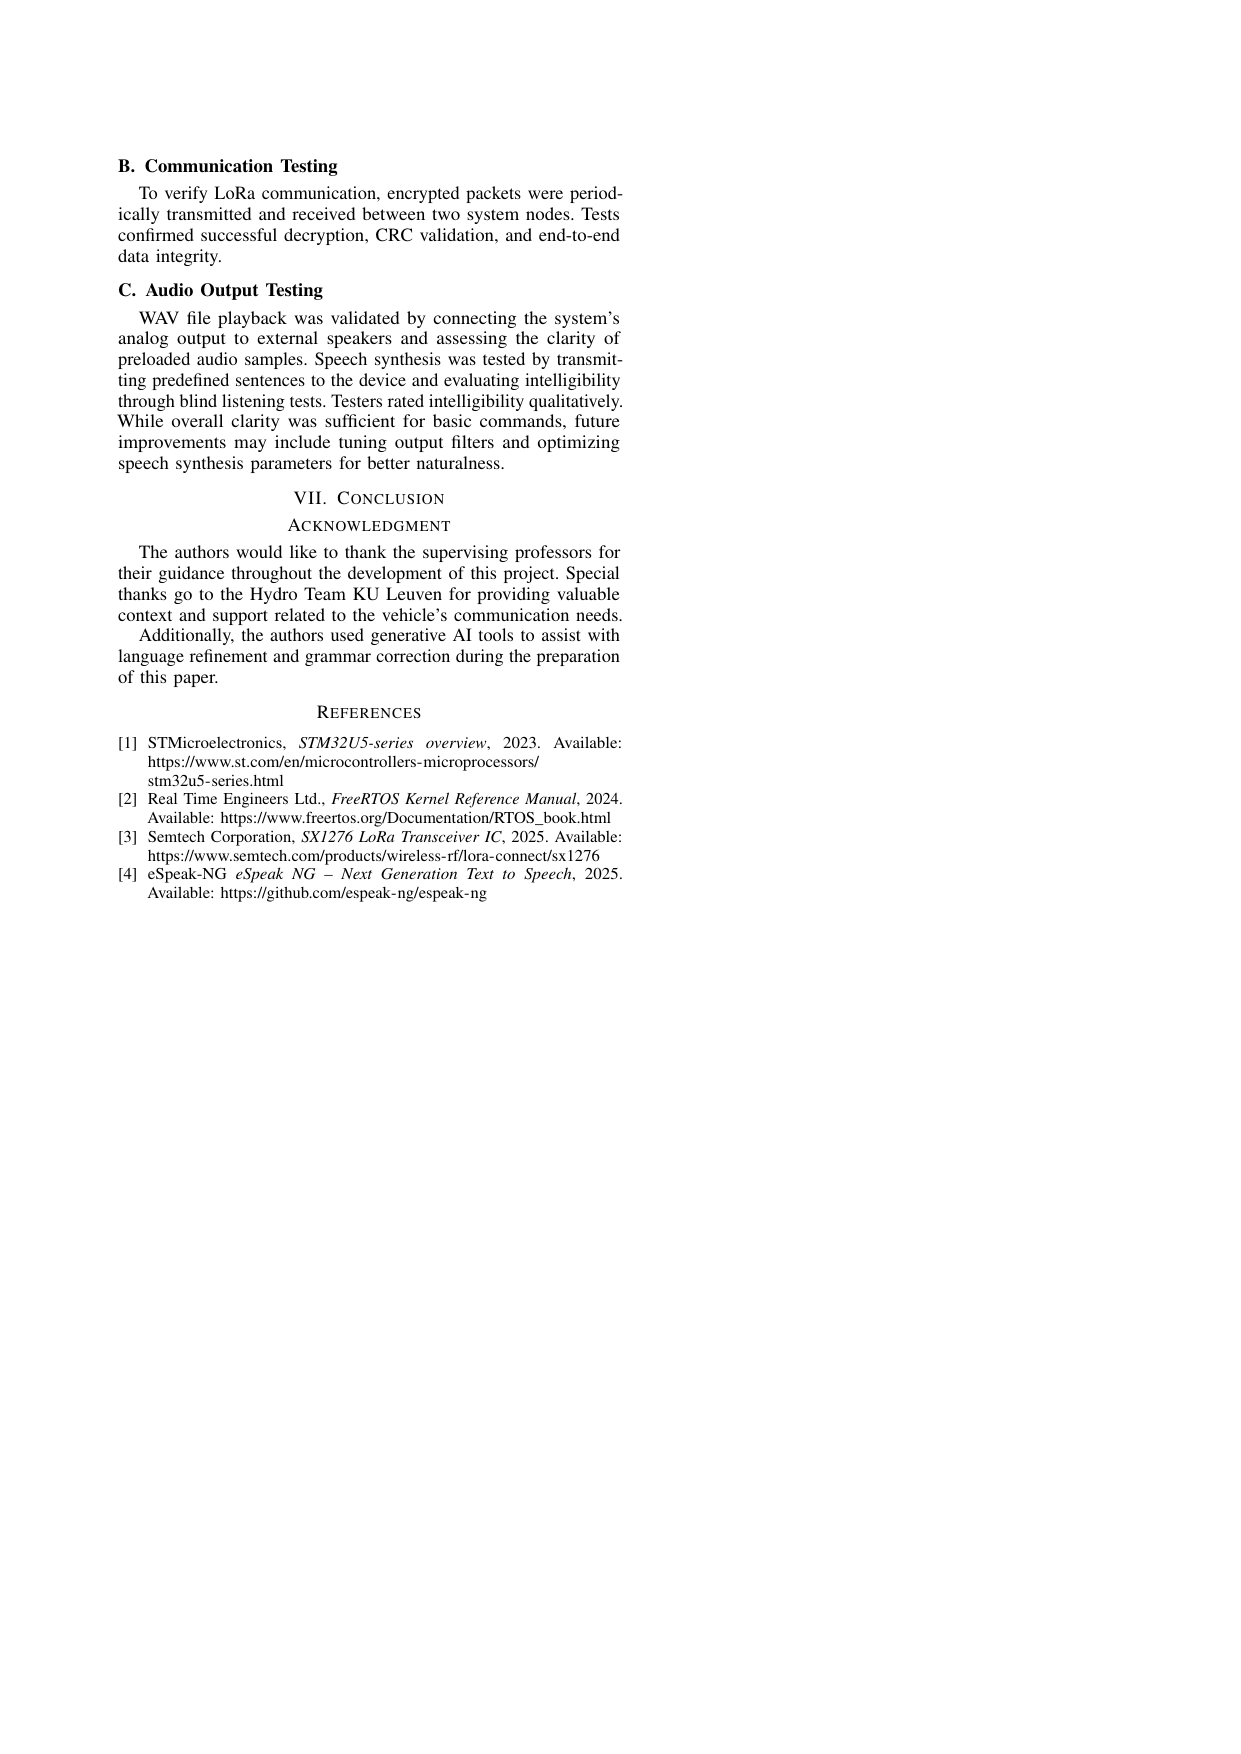 B. Communication Testing
To verify LoRa communication, encrypted packets were period-
ically transmitted and received between two system nodes. Tests
confirmed successful decryption, CRC validation, and end-to-end
data integrity.
C. Audio Output Testing
WAV file playback was validated by connecting the system's
analog output to external speakers and assessing the clarity of
preloaded audio samples. Speech synthesis was tested by transmit-
ting predefined sentences to the device and evaluating intelligibility
through blind listening tests. Testers rated intelligibility qualitatively.
While overall clarity was sufficient for basic commands, future
improvements may include tuning output filters and optimizing
speech synthesis parameters for better naturalness.
VII. CONCLUSION
ACKNOWLEDGMENT
The authors would like to thank the supervising professors for
their guidance throughout the development of this project. Special
thanks go to the Hydro Team KU Leuven for providing valuable
context and support related to the vehicle's communication needs.
Additionally, the authors used generative AI tools to assist with
language refinement and grammar correction during the preparation
of this paper.
REFERENCES
[1] STMicroelectronics, STM32U5-series overview, 2023. Available:
https://www.st.com/en/microcontrollers-microprocessors/
stm32u5-series.html
[2] Real Time Engineers Ltd., FreeRTOS Kernel Reference Manual, 2024.
Available: https://www.freertos.org/Documentation/RTOS_book.html
[3] Semtech Corporation, SX1276 LoRa Transceiver IC, 2025. Available:
https://www.semtech.com/products/wireless-rf/lora-connect/sx1276
[4] eSpeak-NG eSpeak NG – Next Generation Text to Speech, 2025.
Available: https://github.com/espeak-ng/espeak-ng